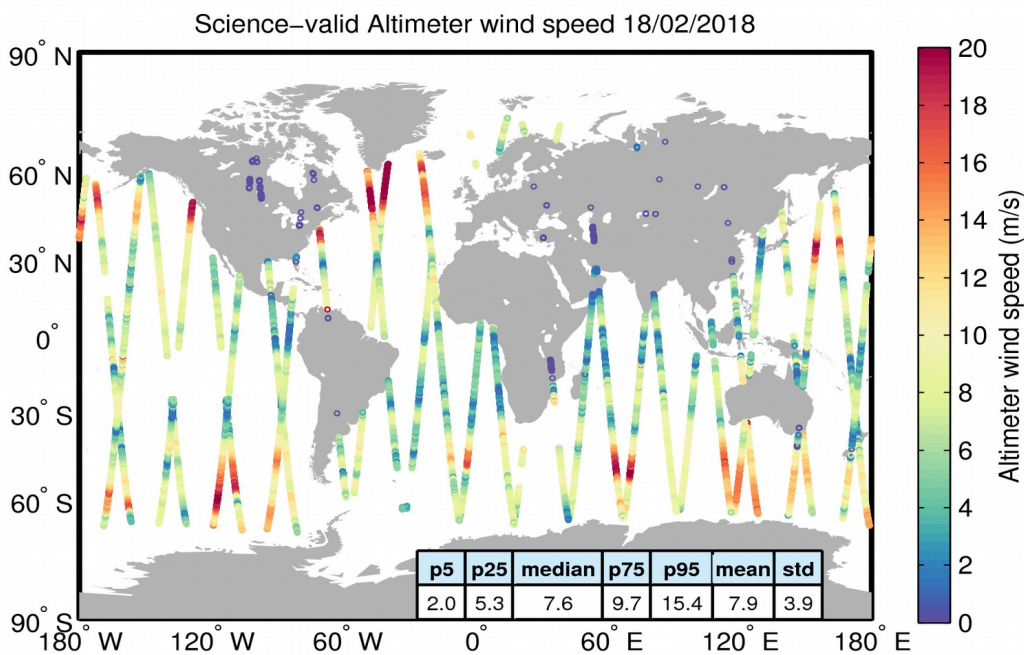 Science−valid Altimeter wind speed 18/02/2018
90° N
60° N
30° N
0°
30° S
60° S
90° S
180° W
120° W
60° W
0°
60° E
120° E
180° E
p5 p25 median p75 p95 mean std
2.0 5.3 7.6 9.7 15.4 7.9 3.9
20
18
16
14
12
10
8
6
4
2
0
Altimeter wind speed (m/s)